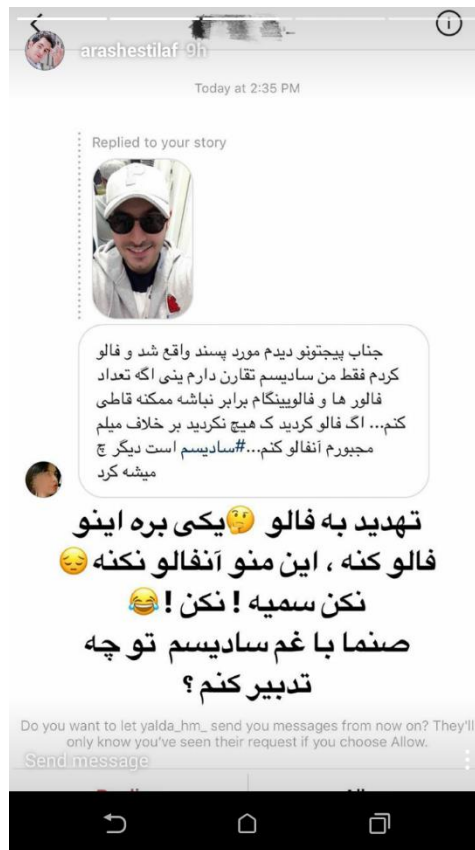 arashestilaf 9h
Today at 2:35 PM
Replied to your story
جناب پیجتونو دیدم مورد پسند واقع شد و فالو
کردم فقط من سادیسم تقارن دارم ینی اگه تعداد
فالور ها و فالویینگام برابر نباشه ممکنه قاطی
کنم... اگ فالو کردید ک هیچ نکردید بر خلاف میلم
مجبورم آنفالو کنم...#سادیسم است دیگر چ
میشه کرد
تهدید به فالو 🤔یکی بره اینو
فالو کنه ، این منو آنفالو نکنه 😔
نکن سمیه ! نکن ! 😂
صنما با غم سادیسم تو چه
تدبیر کنم ؟
Do you want to let yalda_hm_ send you messages from now on? They'll
only know you've seen their request if you choose Allow.
Send message